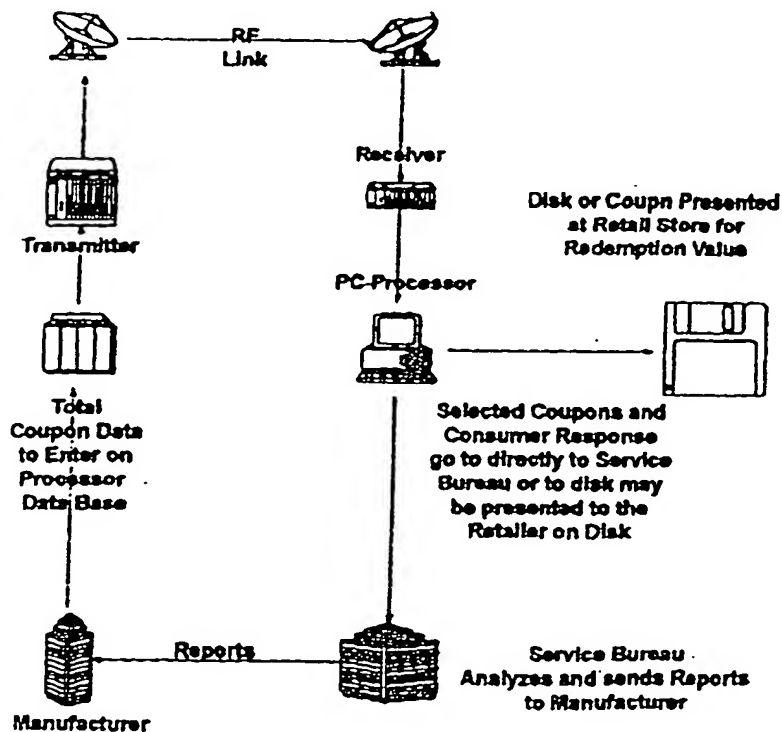 RF
Link
Receiver
Disk or Coupn Presented
at Retail Store for
Redemption Value
Transmitter
PC-Processor
Total
Coupon Data
to Enter on
Processor
Data Base
Selected Coupons and
Consumer Response
go to directly to Service
Bureau or to disk may
be presented to the
Retailer on Disk
Reports
Service Bureau
Analyzes and sends Reports
to Manufacturer
Manufacturer